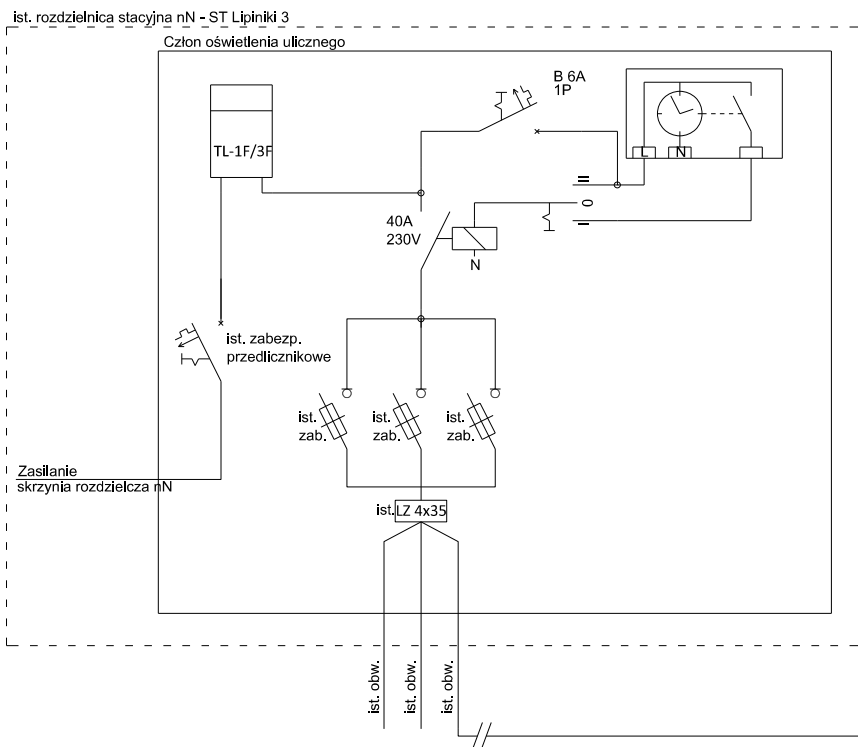 ist. rozdzielnica stacyjna nN - ST Lipiniki 3
Człon oświetlenia ulicznego
B 6A
1P
TL-1F/3F
L
N
II
0
I
40A
230V
N
ist. zabezp.
przedlicznikowe
ist.
zab.
ist.
zab.
ist.
zab.
Zasilanie
skrzynia rozdzielcza nN
ist. LZ 4x35
ist. obw.
ist. obw.
ist. obw.